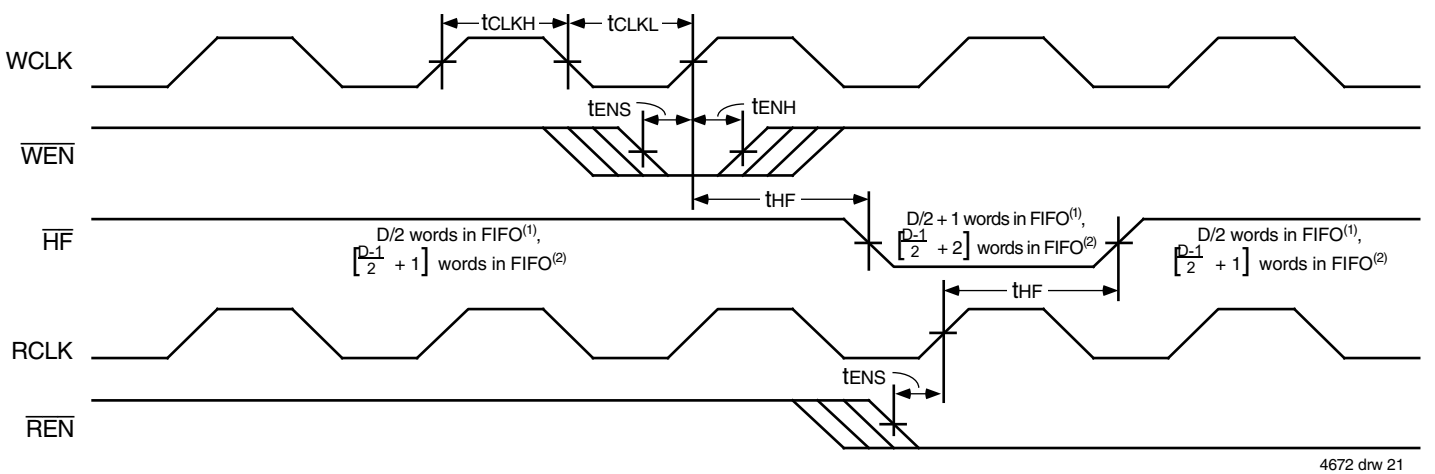 tCLKH tCLKL
WCLK
tENS tENH
WEN
tHF
HF
D/2 words in FIFO(1),
[D-1/2 + 1] words in FIFO(2)
D/2 + 1 words in FIFO(1),
[D-1/2 + 2] words in FIFO(2)
D/2 words in FIFO(1),
[D-1/2 + 1] words in FIFO(2)
tHF
RCLK
tENS
REN
4672 drw 21